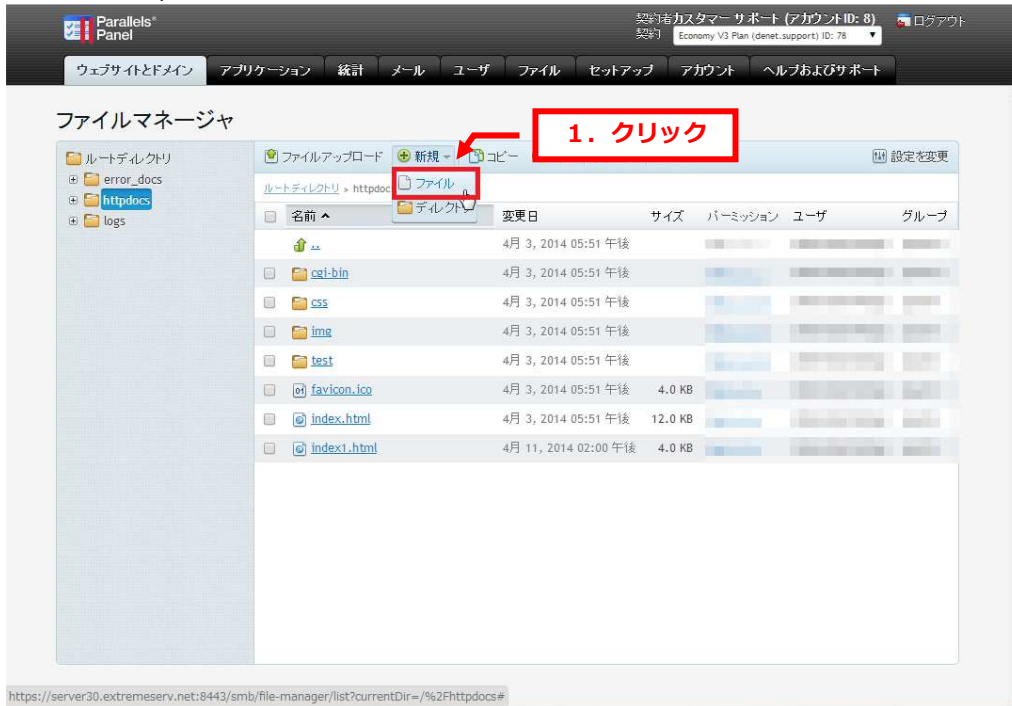 Parallels®
Panel
契約者カスタマー サポート (アカウントID: 8)
ログアウト
契約 Economy V3 Plan (denet.support) ID: 78
ウェブサイトとドメイン アプリケーション 統計 メール ユーザ ファイル セットアップ アカウント ヘルプおよびサポート
ファイルマネージャ
1. クリック
ルートディレクトリ
error_docs
httpdocs
logs
ファイルアップロード 新規 コピー 設定を変更
ルートディレクトリ > httpdoc
ファイル
ディレクト
名前 変更日 サイズ パーミッション ユーザ グループ
.. 4月 3, 2014 05:51 午後
cgi-bin 4月 3, 2014 05:51 午後
css 4月 3, 2014 05:51 午後
img 4月 3, 2014 05:51 午後
test 4月 3, 2014 05:51 午後
favicon.ico 4月 3, 2014 05:51 午後 4.0 KB
index.html 4月 3, 2014 05:51 午後 12.0 KB
index1.html 4月 11, 2014 02:00 午後 4.0 KB
https://server30.extremeserv.net:8443/smb/file-manager/list?currentDir=/%2Fhttpdocs#